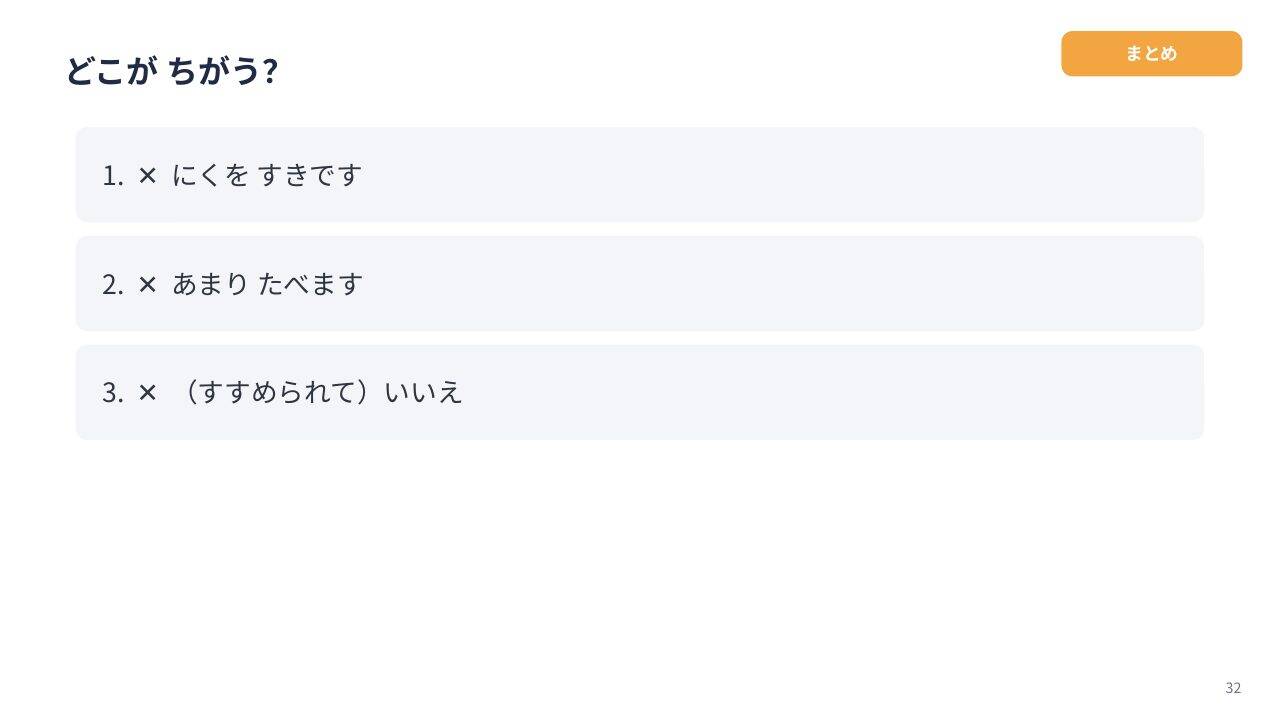 どこが ちがう?
まとめ
1. ✕ にくを すきです
2. ✕ あまり たべます
3. ✕ （すすめられて）いいえ
32